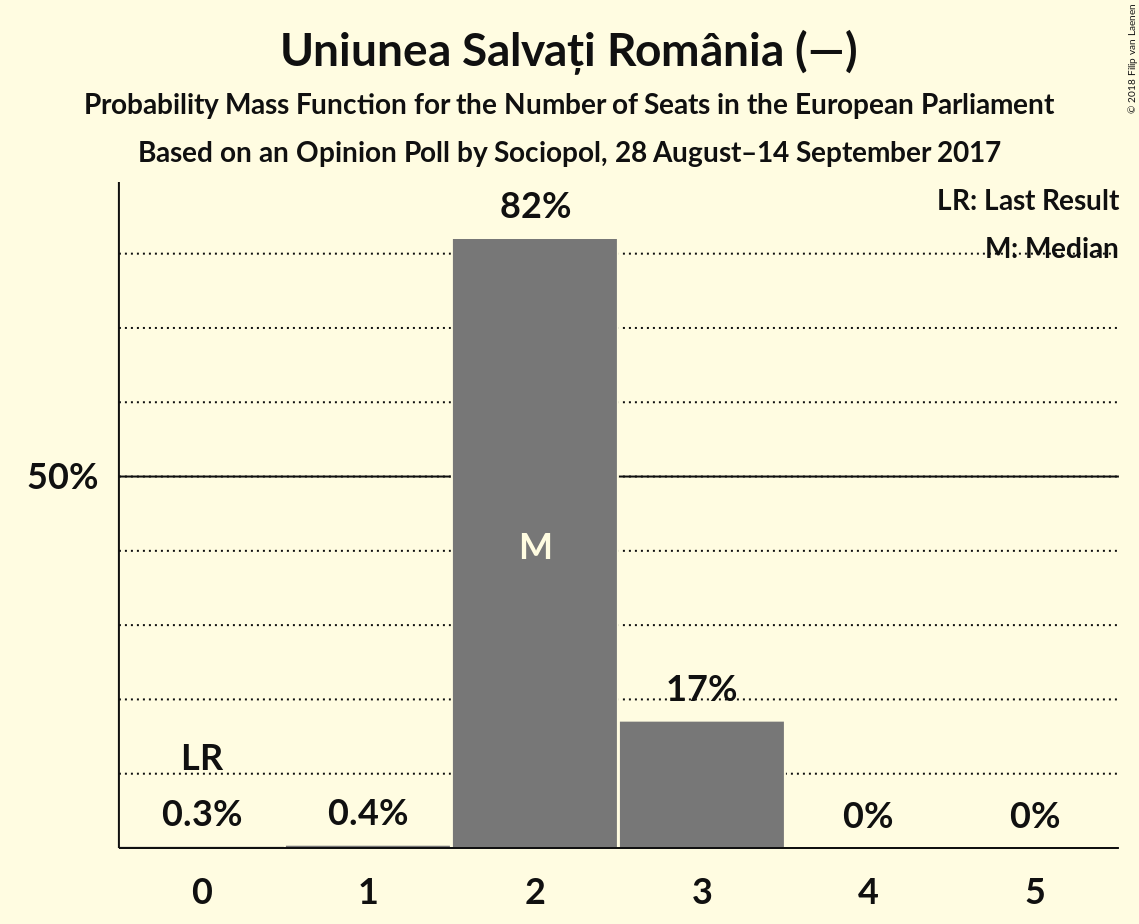 Uniunea Salvați România (—)
Probability Mass Function for the Number of Seats in the European Parliament
Based on an Opinion Poll by Sociopol, 28 August–14 September 2017
© 2018 Filip van Laenen
LR: Last Result
M: Median
82%
50%
M
17%
LR
0.3%
0.4%
0%
0%
0 1 2 3 4 5